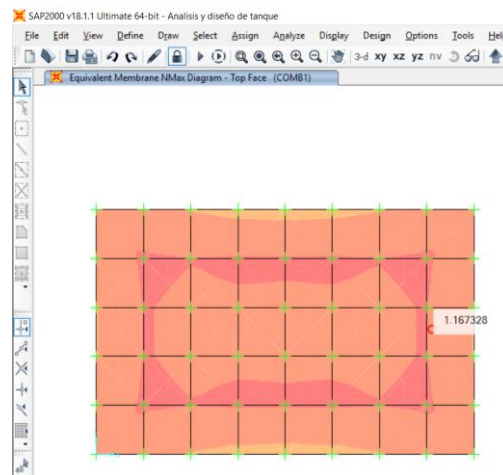 SAP2000 v18.1.1 Ultimate 64-bit - Analisis y diseño de tanque
File Edit View Define Draw Select Assign Analyze Display Design Options Tools Help
3-d xy xz yz nv
Equivalent Membrane NMax Diagram - Top Face (COMB1)
1.167328